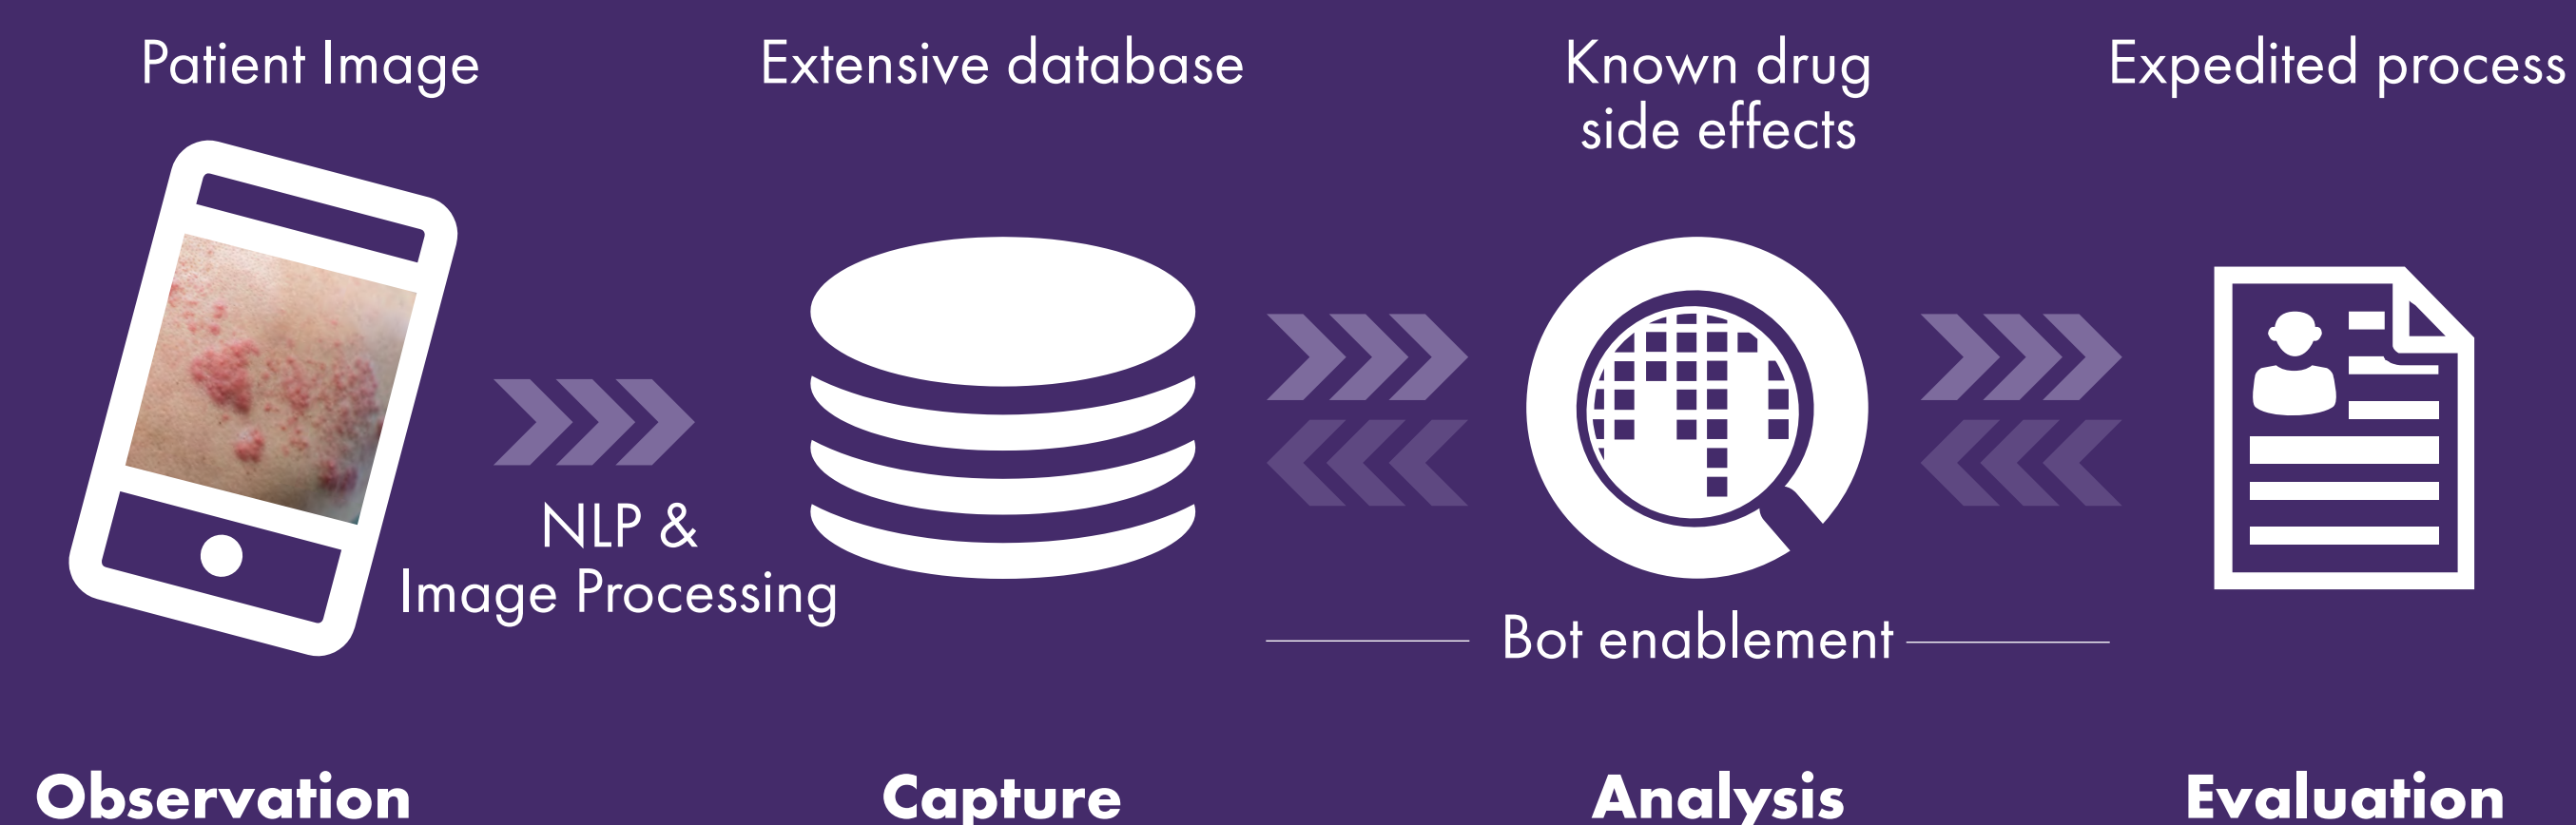 Patient Image
Extensive database
Known drug
side effects
Expedited process
NLP &
Image Processing
Bot enablement
Observation
Capture
Analysis
Evaluation